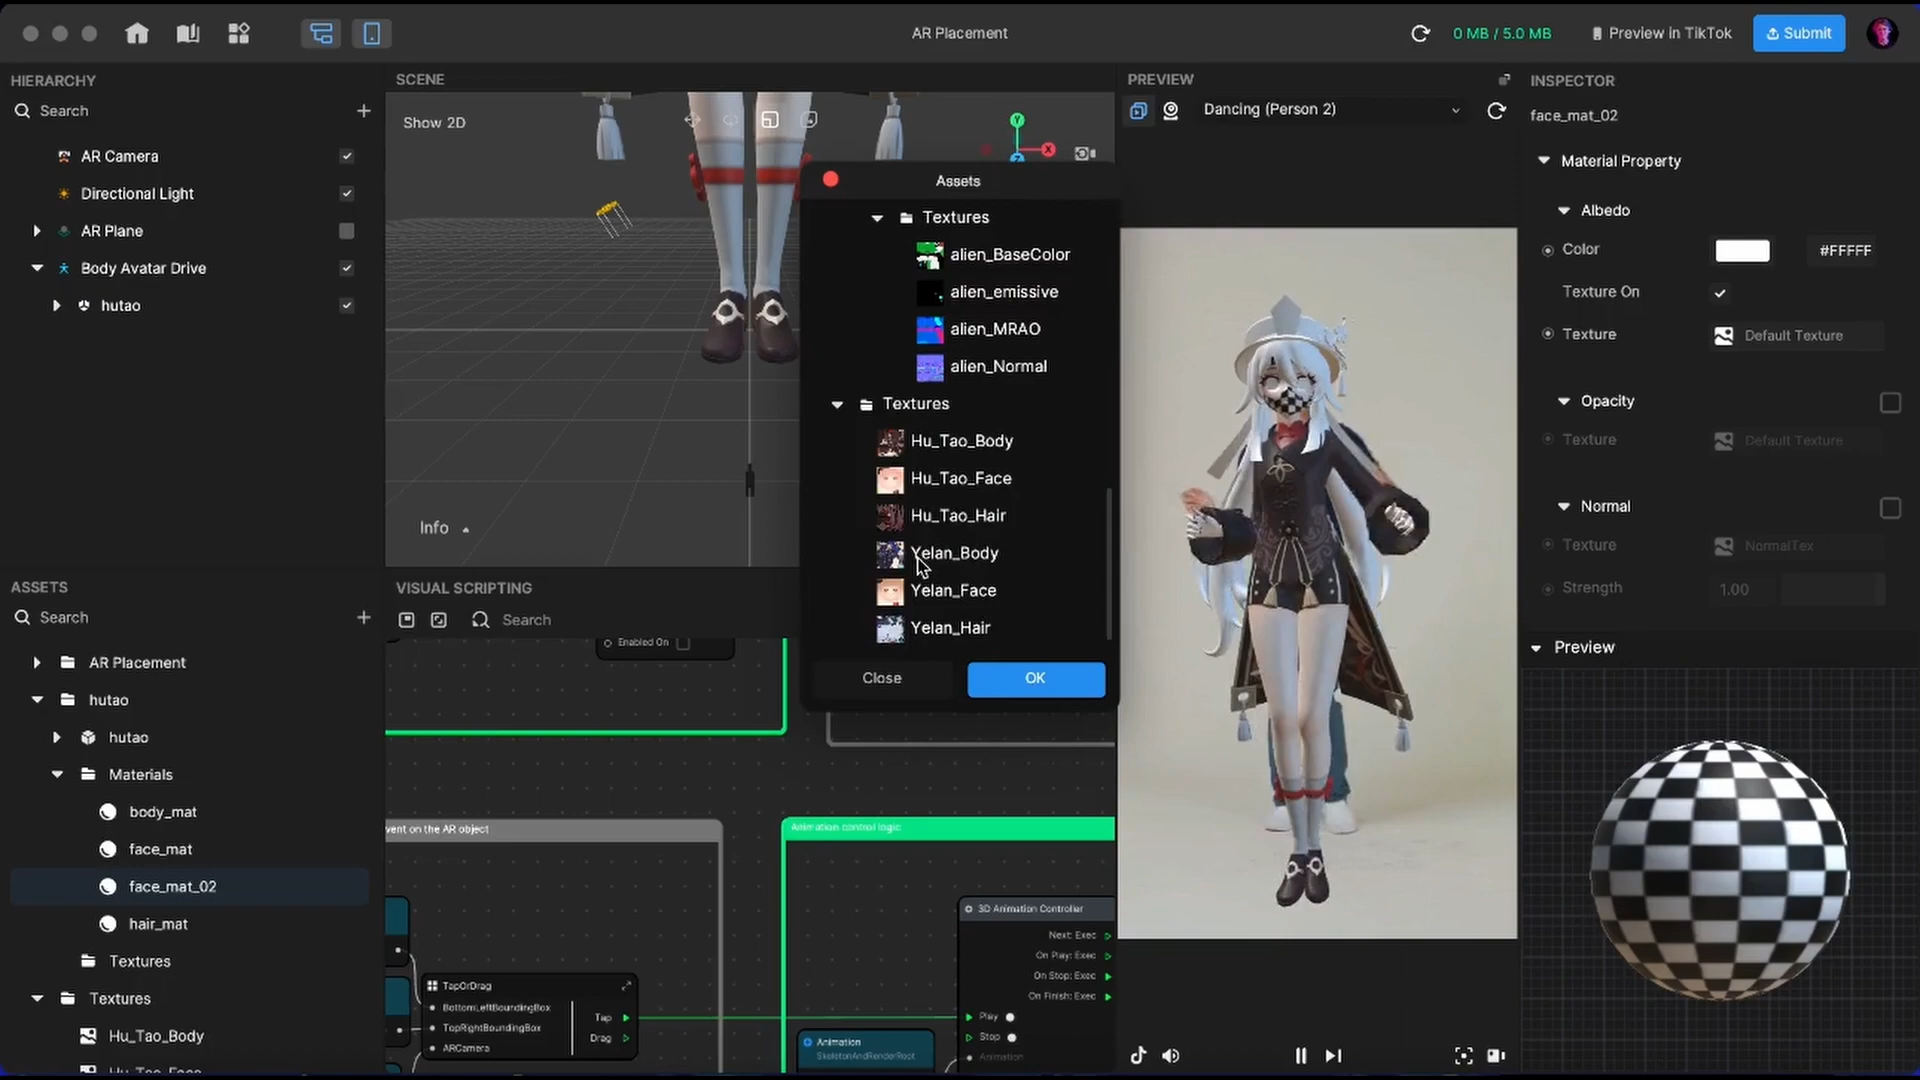 AR Placement
0 MB / 5.0 MB
Preview in TikTok
Submit
HIERARCHY
Search
AR Camera
Directional Light
AR Plane
Body Avatar Drive
hutao
SCENE
Show 2D
Info
Assets
Textures
alien_BaseColor
alien_emissive
alien_MRAO
alien_Normal
Textures
Hu_Tao_Body
Hu_Tao_Face
Hu_Tao_Hair
Yelan_Body
Yelan_Face
Yelan_Hair
Close
OK
PREVIEW
Dancing (Person 2)
INSPECTOR
face_mat_02
Material Property
Albedo
Color
#FFFFF
Texture On
Texture
Default Texture
Opacity
Texture
Default Texture
Normal
Texture
NormalTex
Strength
1.00
Preview
ASSETS
Search
AR Placement
hutao
hutao
Materials
body_mat
face_mat
face_mat_02
hair_mat
Textures
Textures
Hu_Tao_Body
VISUAL SCRIPTING
Search
Enabled On
vent on the AR object
TapOrDrag
BottomLeftBoundingBox
TopRightBoundingBox
ARCamera
Tap
Drag
Animation control logic
3D Animation Controller
Next: Exec
On Play: Exec
On Stop: Exec
On Finish: Exec
Play
Stop
Animation
Animation
SkeletonAndRenderRoot
Y
X
Z